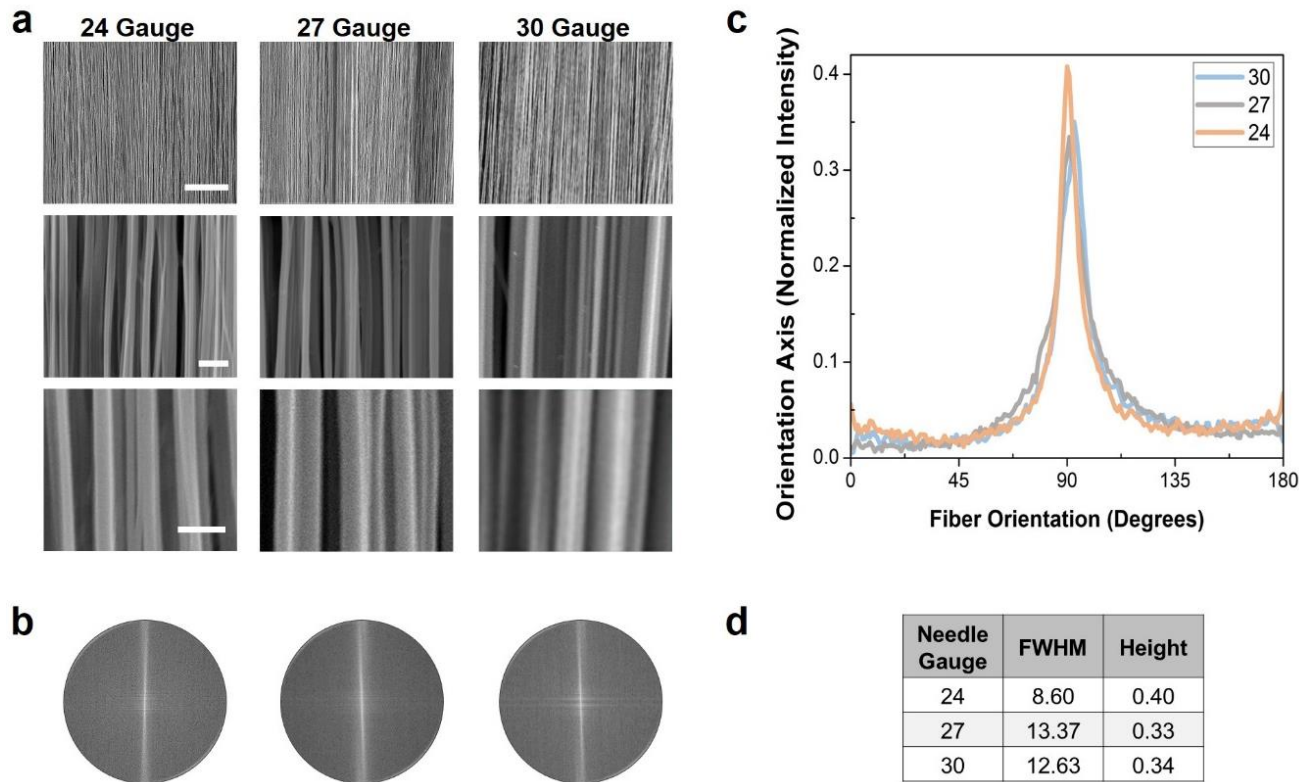 a
24 Gauge 27 Gauge 30 Gauge
b
c
Orientation Axis (Normalized Intensity)
0.4
0.3
0.2
0.1
0.0
30
27
24
0 45 90 135 180
Fiber Orientation (Degrees)
d
Needle Gauge FWHM Height
24 8.60 0.40
27 13.37 0.33
30 12.63 0.34